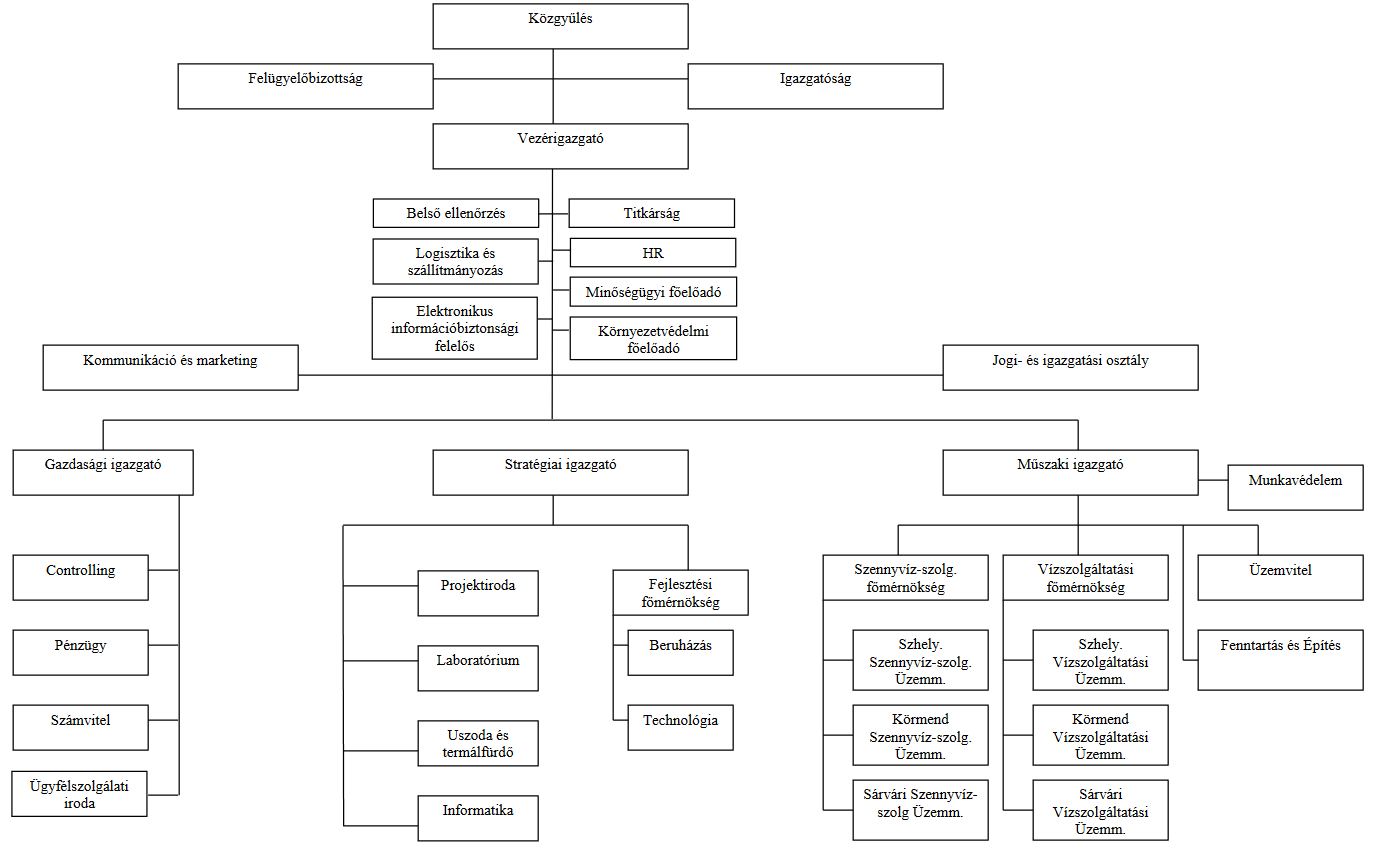 Közgyűlés
Felügyelőbizottság
Igazgatóság
Vezérigazgató
Belső ellenőrzés
Titkárság
Logisztika és
szállítmányozás
HR
Minőségügyi főelőadó
Elektronikus
információbiztonsági
felelős
Környezetvédelmi
főelőadó
Kommunikáció és marketing
Jogi- és igazgatási osztály
Gazdasági igazgató
Stratégiai igazgató
Műszaki igazgató
Munkavédelem
Controlling
Pénzügy
Számvitel
Ügyfélszolgálati
iroda
Projektiroda
Laboratórium
Uszoda és
termálfürdő
Informatika
Fejlesztési
főmérnökség
Beruházás
Technológia
Szennyvíz-szolg.
főmérnökség
Szhely.
Szennyvíz-szolg.
Üzemm.
Körmend
Szennyvíz-szolg.
Üzemm.
Sárvári Szennyvíz-
szolg Üzemm.
Vízszolgáltatási
főmérnökség
Szhely.
Vízszolgáltatási
Üzemm.
Körmend
Vízszolgáltatási
Üzemm.
Sárvári
Vízszolgáltatási
Üzemm.
Üzemvitel
Fenntartás és Építés